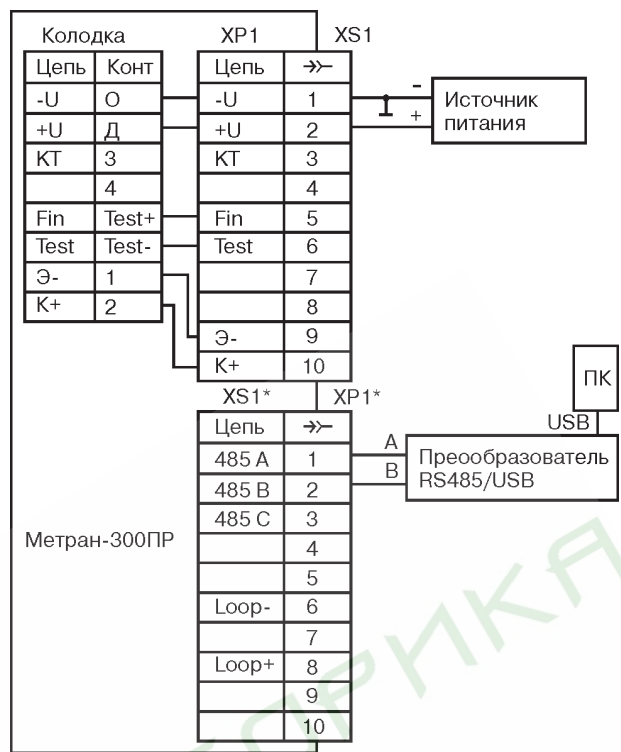 Колодка XP1 XS1
Цепь Конт Цепь
-U О -U 1 - Источник
+U Д +U 2 + питания
КТ 3 КТ 3
4 4
Fin Test+ Fin 5
Test Test- Test 6
Э- 1 7
К+ 2 8
Э- 9
К+ 10
ПК
XS1* XP1*
USB
Цепь
485 A 1 A Преообразователь
485 B 2 B RS485/USB
485 C 3
Метран-300ПР 4
5
Loop- 6
7
Loop+ 8
9
10